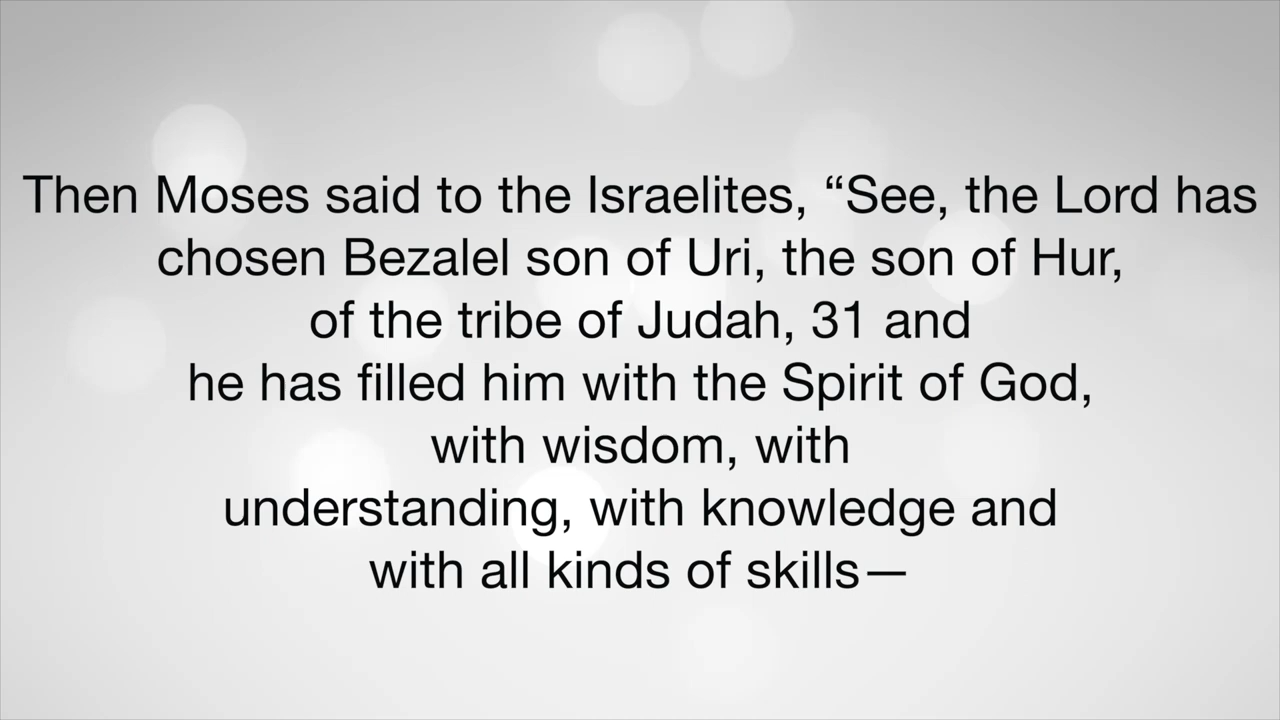 Then Moses said to the Israelites, “See, the Lord has
chosen Bezalel son of Uri, the son of Hur,
of the tribe of Judah, 31 and
he has filled him with the Spirit of God,
with wisdom, with
understanding, with knowledge and
with all kinds of skills—